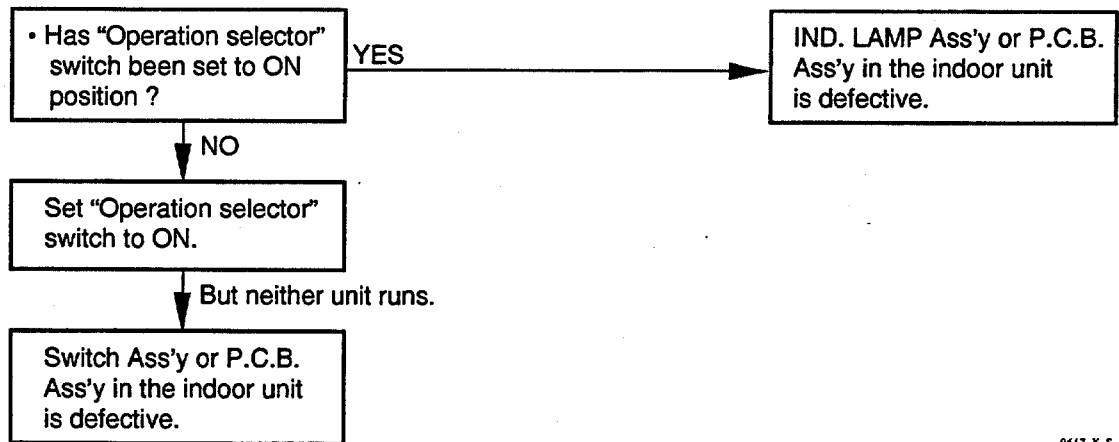 • Has “Operation selector”
switch been set to ON
position ?
YES
IND. LAMP Ass'y or P.C.B.
Ass'y in the indoor unit
is defective.
NO
Set “Operation selector”
switch to ON.
But neither unit runs.
Switch Ass'y or P.C.B.
Ass'y in the indoor unit
is defective.